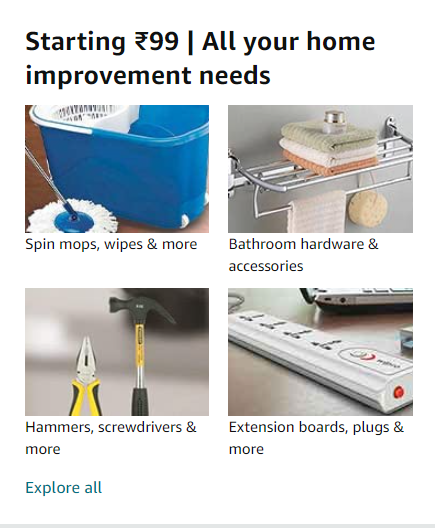 Starting ₹99 | All your home
improvement needs
Spin mops, wipes & more
Bathroom hardware &
accessories
Hammers, screwdrivers &
more
Extension boards, plugs &
more
Explore all